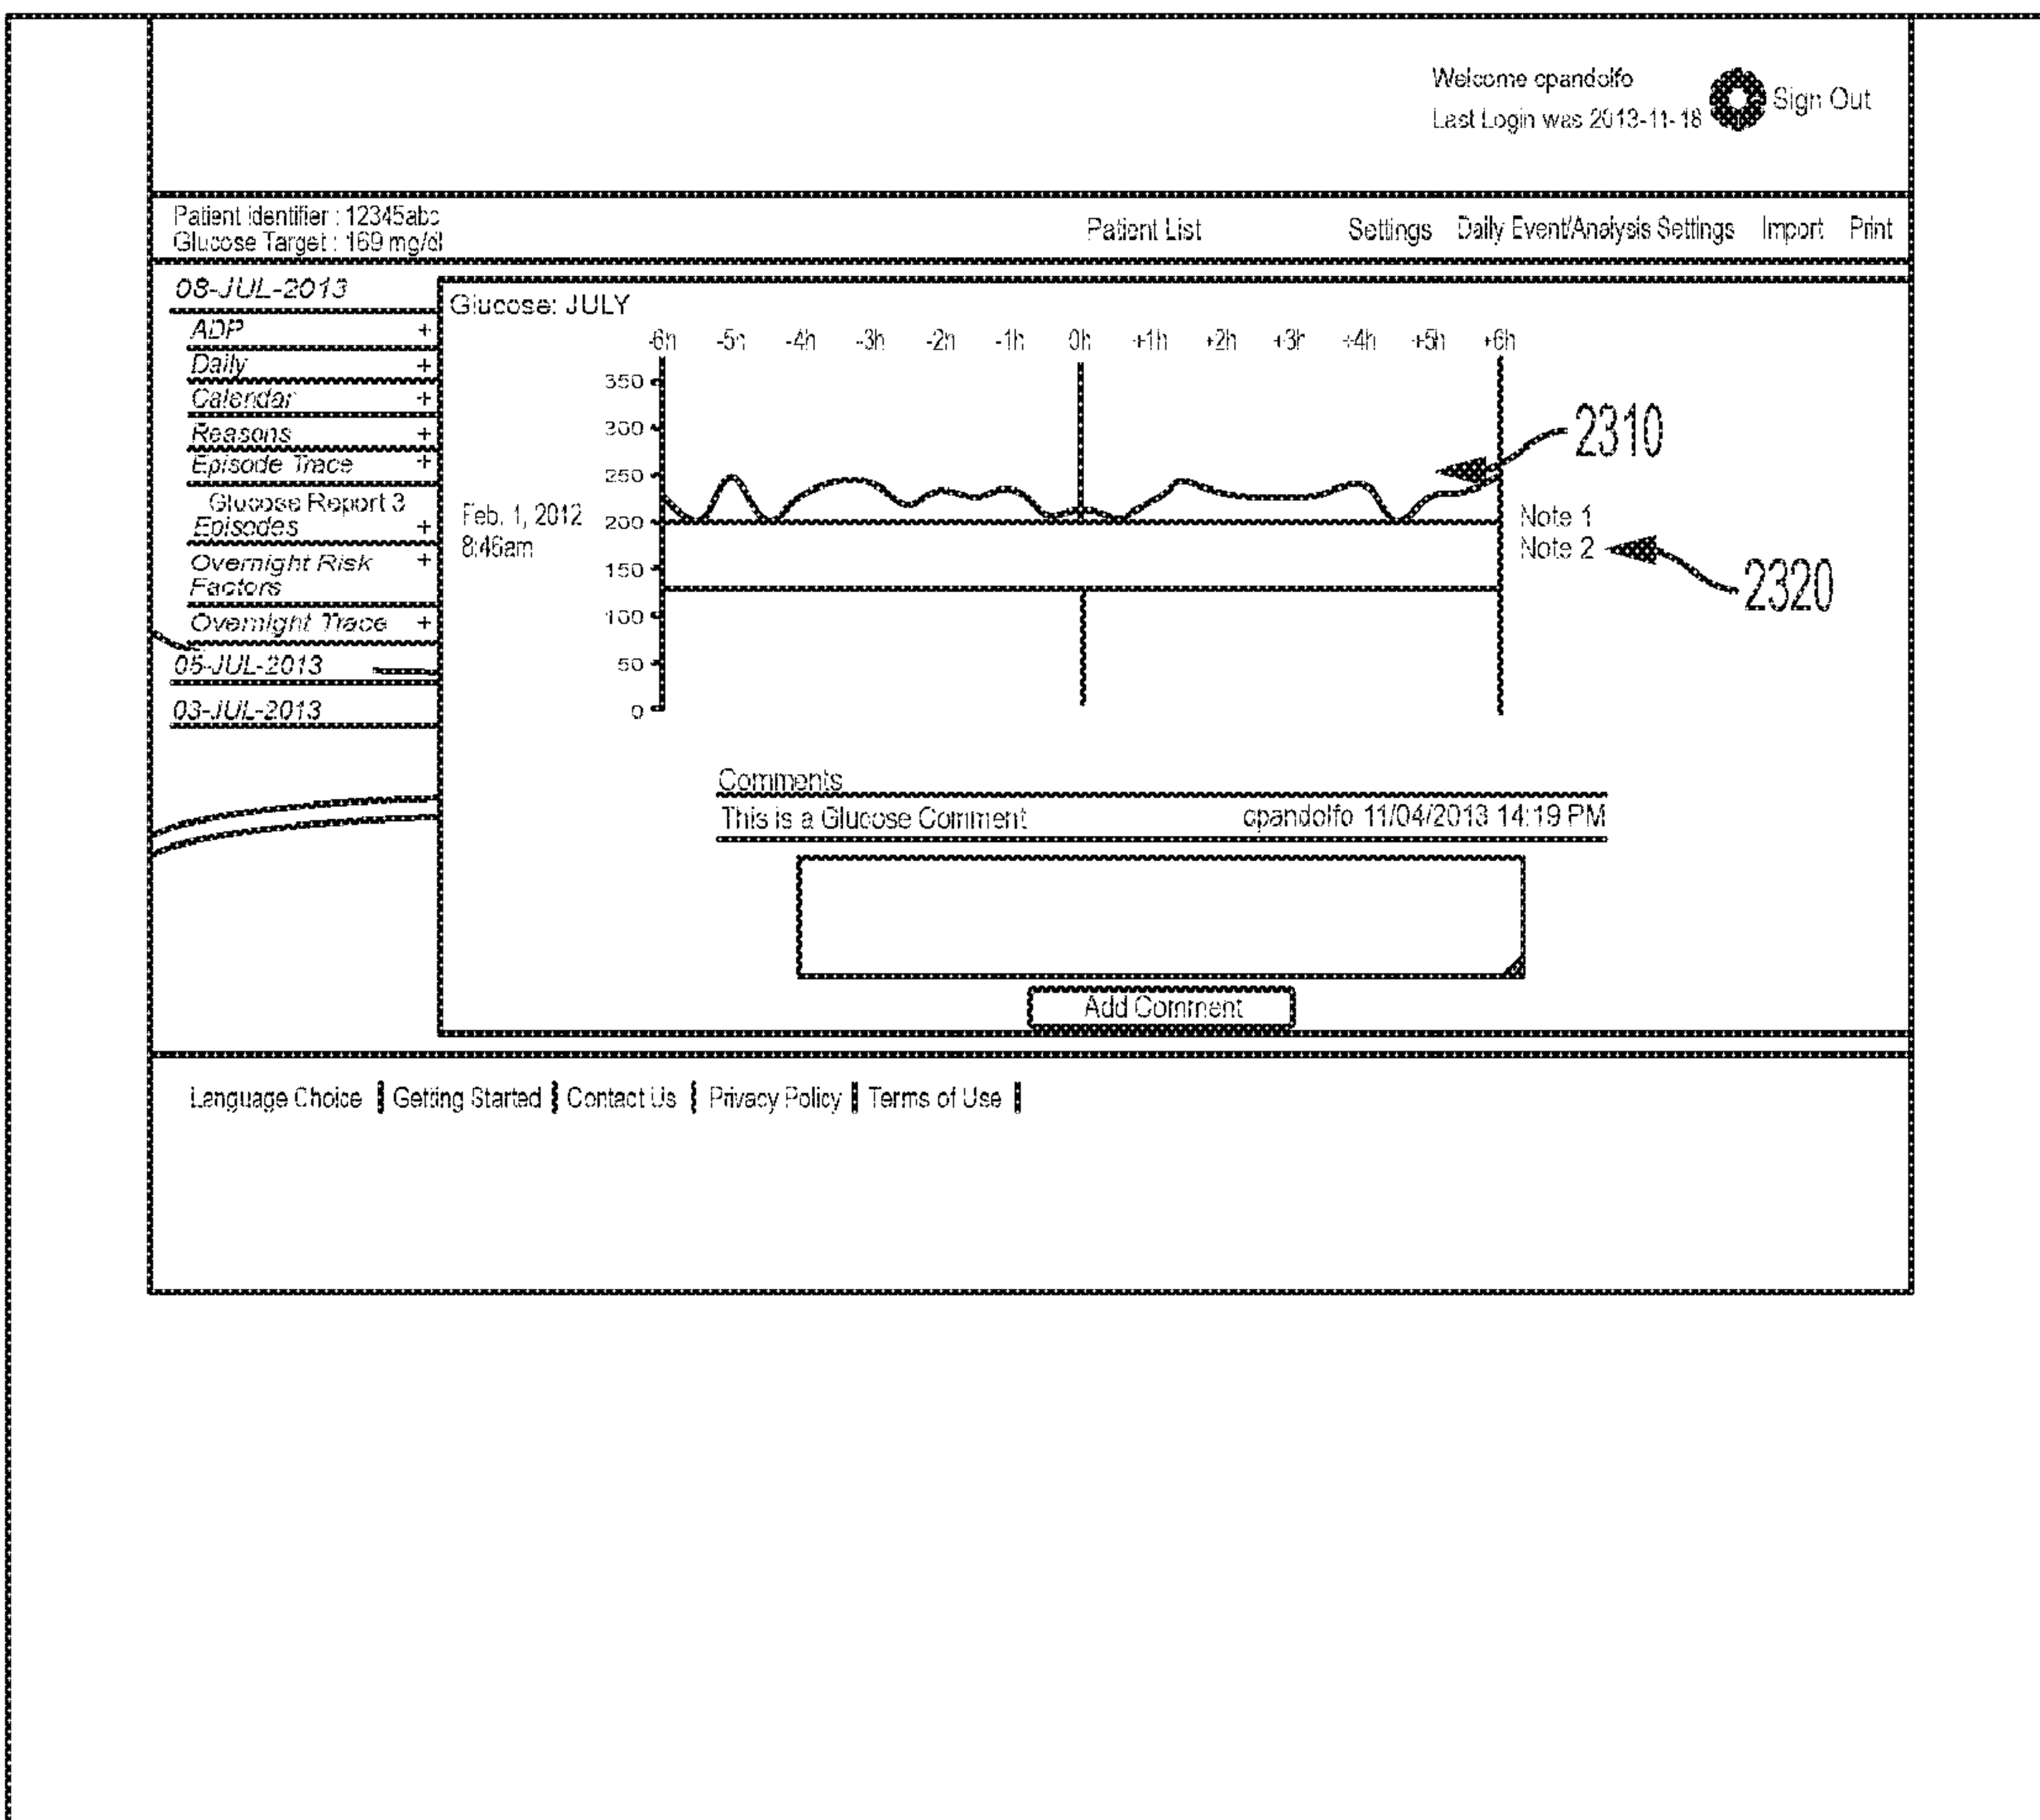 Welcome cpandolfo
Last Login was 2013-11-18
Sign Out
Patient identifier : 12345abc
Glucose Target : 169 mg/dl
Patient List
Settings
Daily Event/Analysis Settings
Import
Print
08-JUL-2013
ADP +
Daily +
Calendar +
Reasons +
Episode Trace +
Glucose Report 3
Episodes +
Overnight Risk +
Factors
Overnight Trace +
05-JUL-2013
03-JUL-2013
Glucose: JULY
-6h -5h -4h -3h -2h -1h 0h +1h +2h +3h +4h +5h +6h
350
300
250
200
150
100
50
0
Feb. 1, 2012
8:46am
2310
Note 1
Note 2
2320
Comments
This is a Glucose Comment cpandolfo 11/04/2013 14:19 PM
Add Comment
Language Choice | Getting Started | Contact Us | Privacy Policy | Terms of Use |